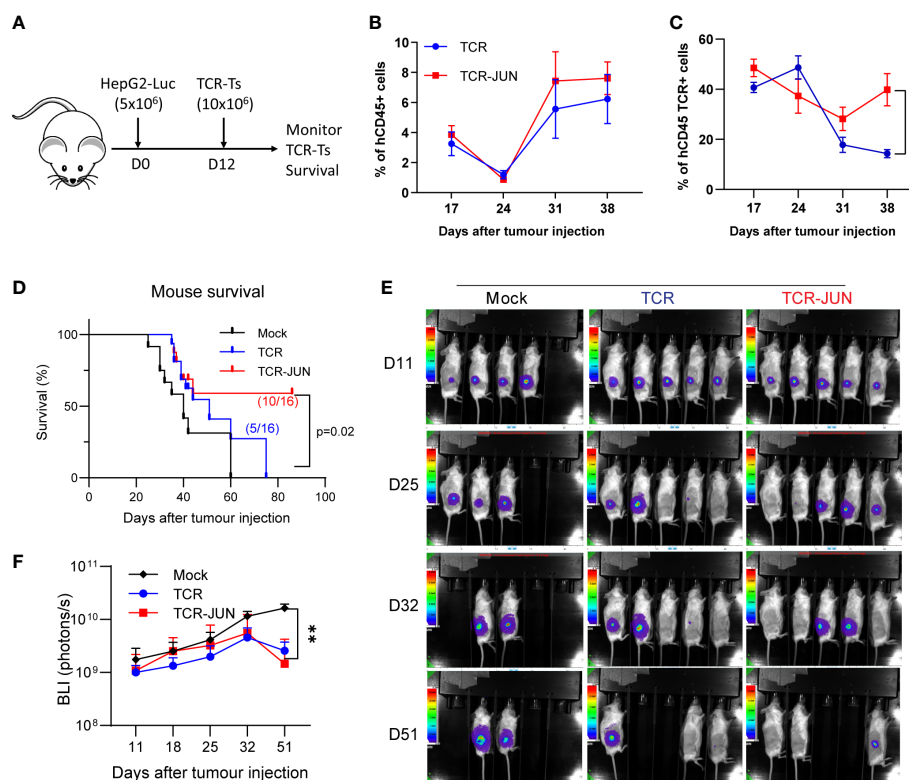 A
HepG2-Luc
(5x10⁶)
TCR-Ts
(10x10⁶)
D0
D12
Monitor
TCR-Ts
Survival
B
TCR
TCR-JUN
% of hCD45+ cells
10
8
6
4
2
0
17 24 31 38
Days after tumour injection
C
% of hCD45 TCR+ cells
60
40
20
0
17 24 31 38
Days after tumour injection
*
D
Mouse survival
Mock
TCR
TCR-JUN
(10/16)
(5/16)
p=0.02
Survival (%)
100
50
0
0 20 40 60 80 100
Days after tumour injection
E
Mock TCR TCR-JUN
D11
D25
D32
D51
F
Mock
TCR
TCR-JUN
**
BLI (photons/s)
10¹¹
10¹⁰
10⁹
10⁸
11 18 25 32 51
Days after tumour injection